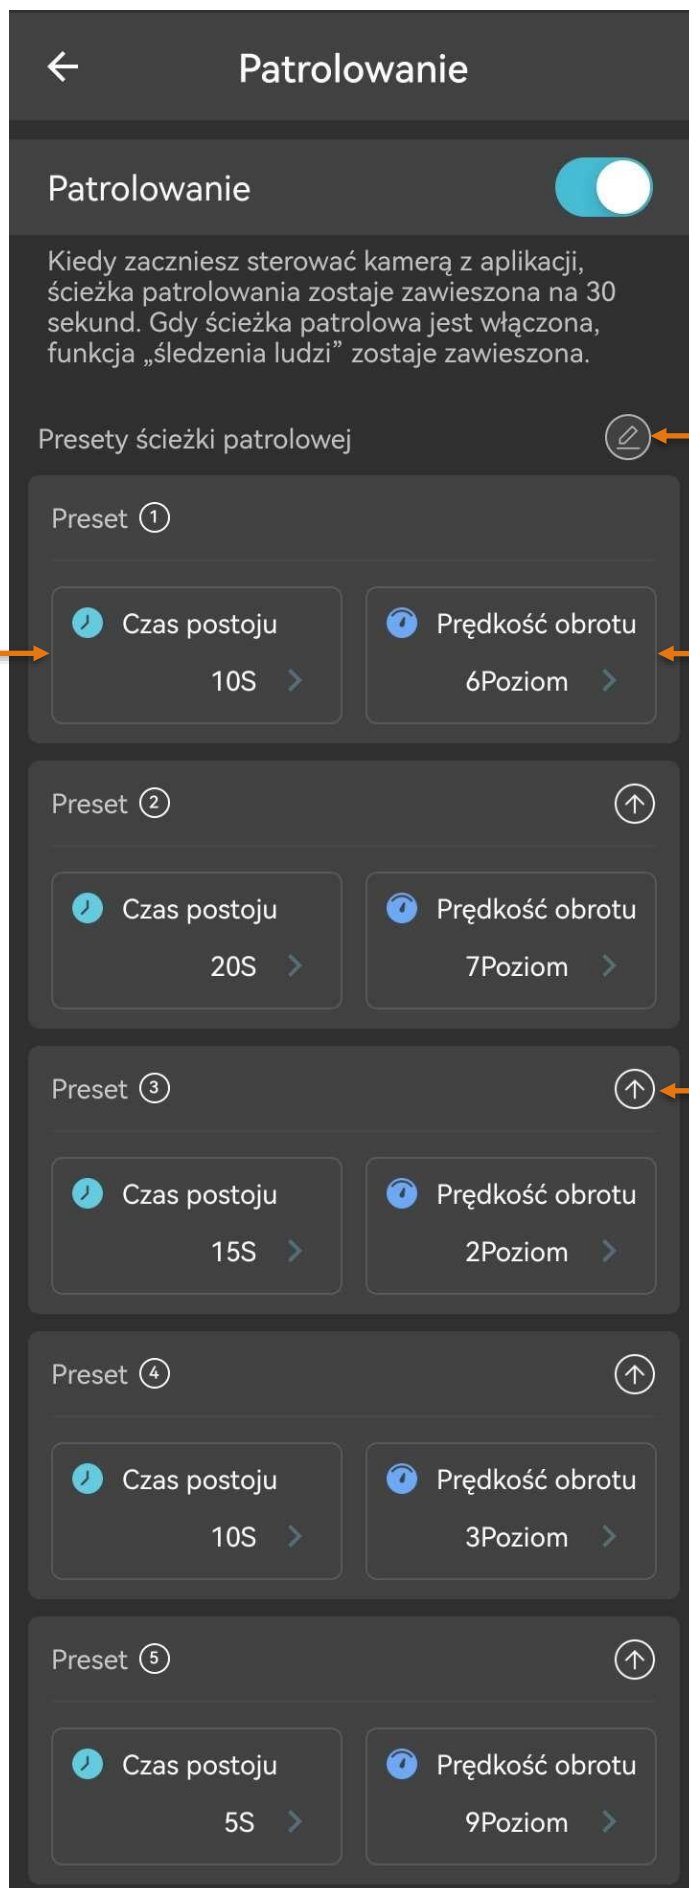 Patrolowanie
Patrolowanie
Kiedy zaczniesz sterować kamerą z aplikacji,
ścieżka patrolowania zostaje zawieszona na 30
sekund. Gdy ścieżka patrolowa jest włączona,
funkcja „śledzenia ludzi” zostaje zawieszona.
Presety ścieżki patrolowej
Preset 1
Czas postoju
10S
Prędkość obrotu
6Poziom
Preset 2
Czas postoju
20S
Prędkość obrotu
7Poziom
Preset 3
Czas postoju
15S
Prędkość obrotu
2Poziom
Preset 4
Czas postoju
10S
Prędkość obrotu
3Poziom
Preset 5
Czas postoju
5S
Prędkość obrotu
9Poziom